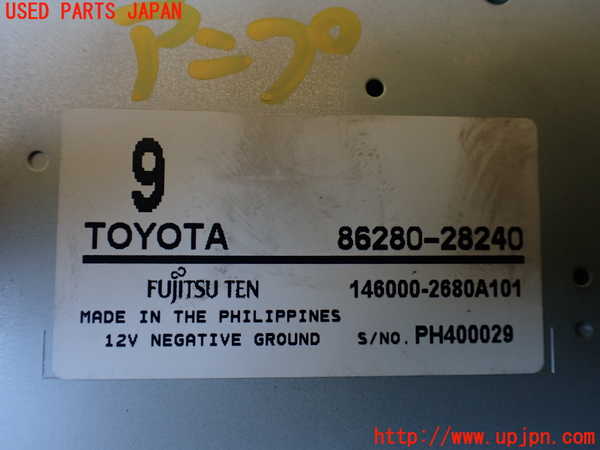 USED PARTS JAPAN
アンプ
9
TOYOTA 86280-28240
FUJITSU TEN 146000-2680A101
MADE IN THE PHILIPPINES
12V NEGATIVE GROUND S/NO. PH400029
http://www.upjpn.com/